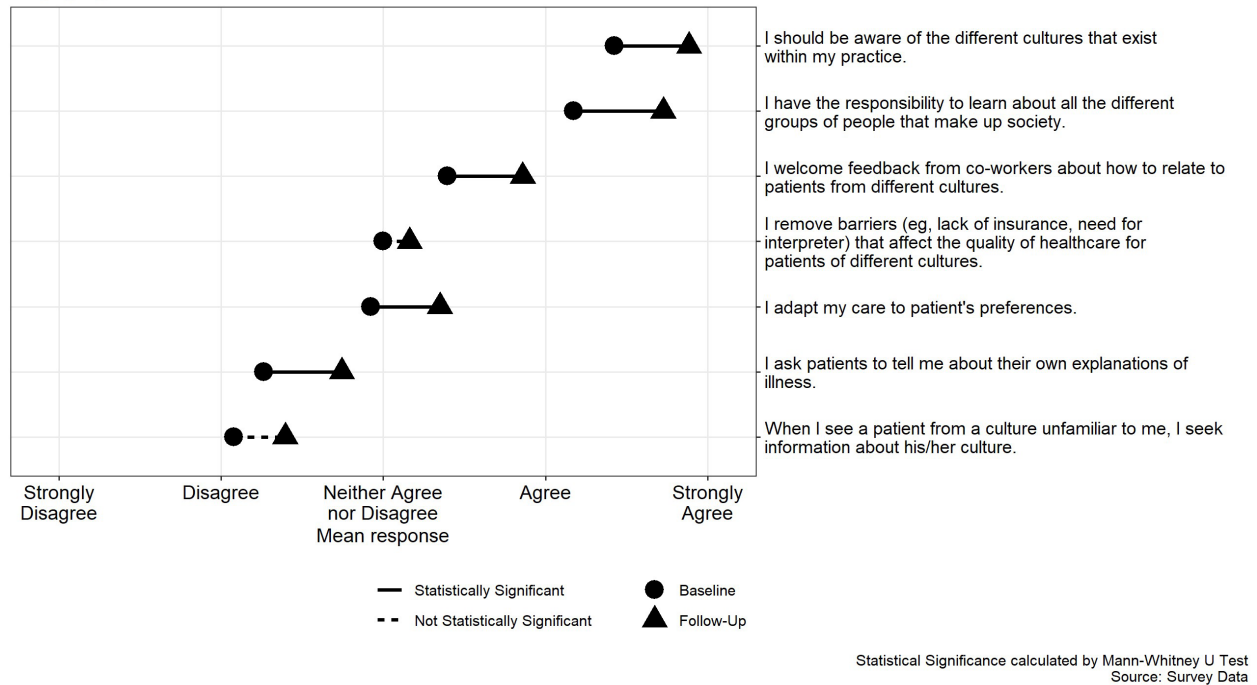 I should be aware of the different cultures that exist
within my practice.
I have the responsibility to learn about all the different
groups of people that make up society.
I welcome feedback from co-workers about how to relate to
patients from different cultures.
I remove barriers (eg, lack of insurance, need for
interpreter) that affect the quality of healthcare for
patients of different cultures.
I adapt my care to patient's preferences.
I ask patients to tell me about their own explanations of
illness.
When I see a patient from a culture unfamiliar to me, I seek
information about his/her culture.
Strongly
Disagree
Disagree
Neither Agree
nor Disagree
Agree
Strongly
Agree
Mean response
Statistically Significant
Not Statistically Significant
Baseline
Follow-Up
Statistical Significance calculated by Mann-Whitney U Test
Source: Survey Data